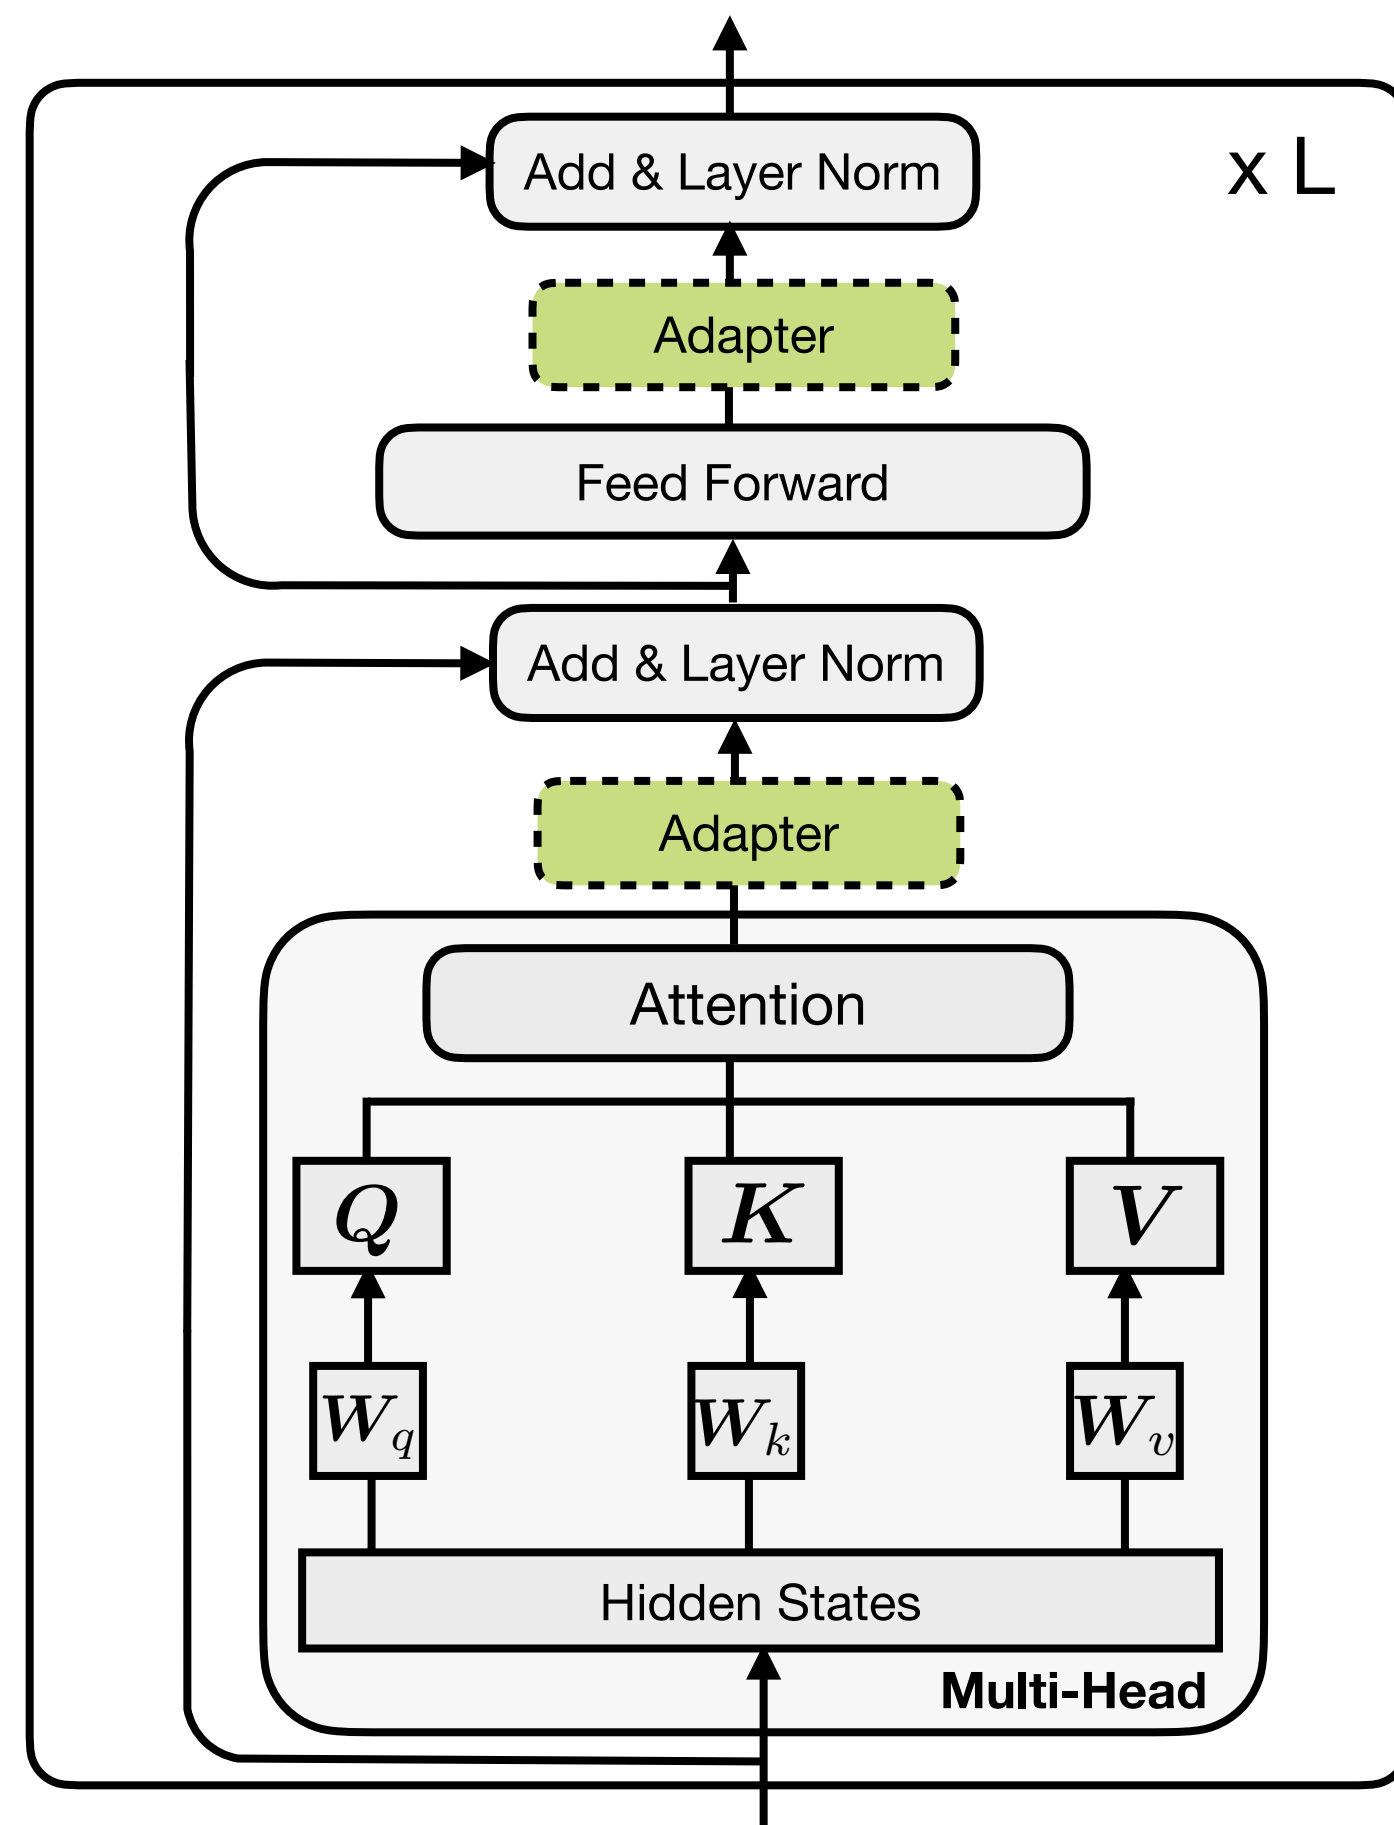 x L
Add & Layer Norm
Adapter
Feed Forward
Add & Layer Norm
Adapter
Attention
Q K V
W_q W_k W_v
Hidden States
Multi-Head